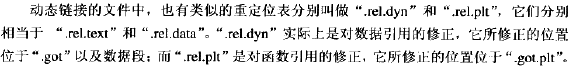 动态链接的文件中，也有类似的重定位表分别叫做“.rel.dyn”和“.rel.plt”，它们分别
相当于 “.rel.text”和“.rel.data”。“.rel.dyn”实际上是对数据引用的修正，它所修正的位置
位于“.got”以及数据段；而“.rel.plt”是对函数引用的修正，它所修正的位置位于“.got.plt”。